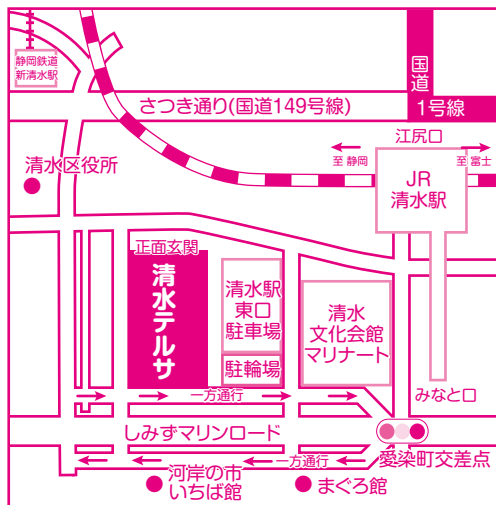 静岡鉄道
新清水駅
国道
1号線
さつき通り(国道149号線)
江尻口
至 静岡
至 富士
清水区役所
JR
清水駅
正面玄関
清水テルサ
清水駅
東口
駐車場
駐輪場
清水
文化会館
マリナート
みなと口
一方通行
しみずマリンロード
愛染町交差点
一方通行
河岸の市
いちば館
まぐろ館